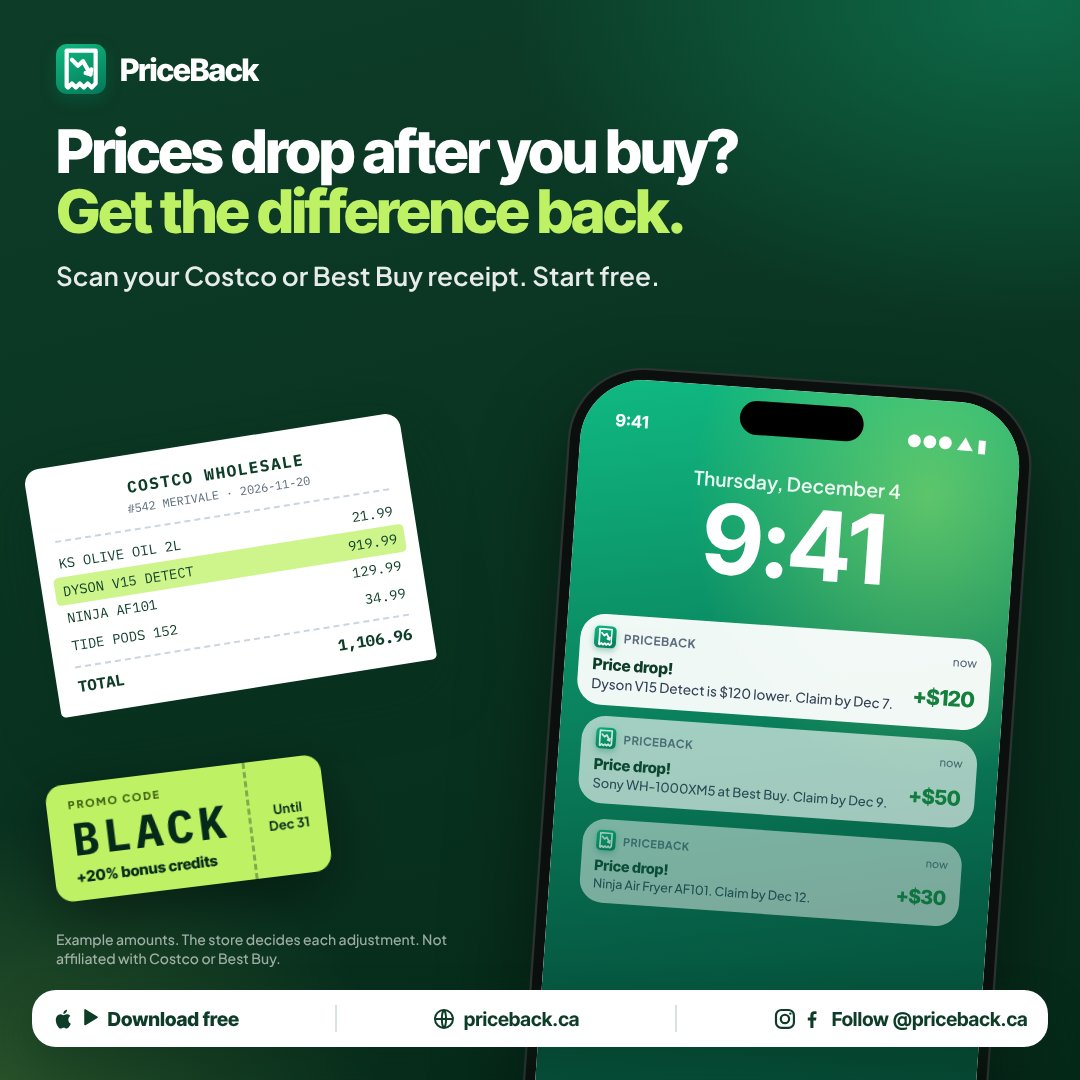 PriceBack
Prices drop after you buy?
Get the difference back.
Scan your Costco or Best Buy receipt. Start free.
COSTCO WHOLESALE
#542 MERIVALE · 2026-11-20
KS OLIVE OIL 2L 21.99
DYSON V15 DETECT 919.99
NINJA AF101 129.99
TIDE PODS 152 34.99
TOTAL 1,106.96
PROMO CODE
BLACK
+20% bonus credits
Until
Dec 31
9:41
Thursday, December 4
9:41
PRICEBACK now
Price drop!
Dyson V15 Detect is $120 lower. Claim by Dec 7. +$120
PRICEBACK now
Price drop!
Sony WH-1000XM5 at Best Buy. Claim by Dec 9. +$50
PRICEBACK now
Price drop!
Ninja Air Fryer AF101. Claim by Dec 12. +$30
Example amounts. The store decides each adjustment. Not
affiliated with Costco or Best Buy.
Download free
priceback.ca
Follow @priceback.ca